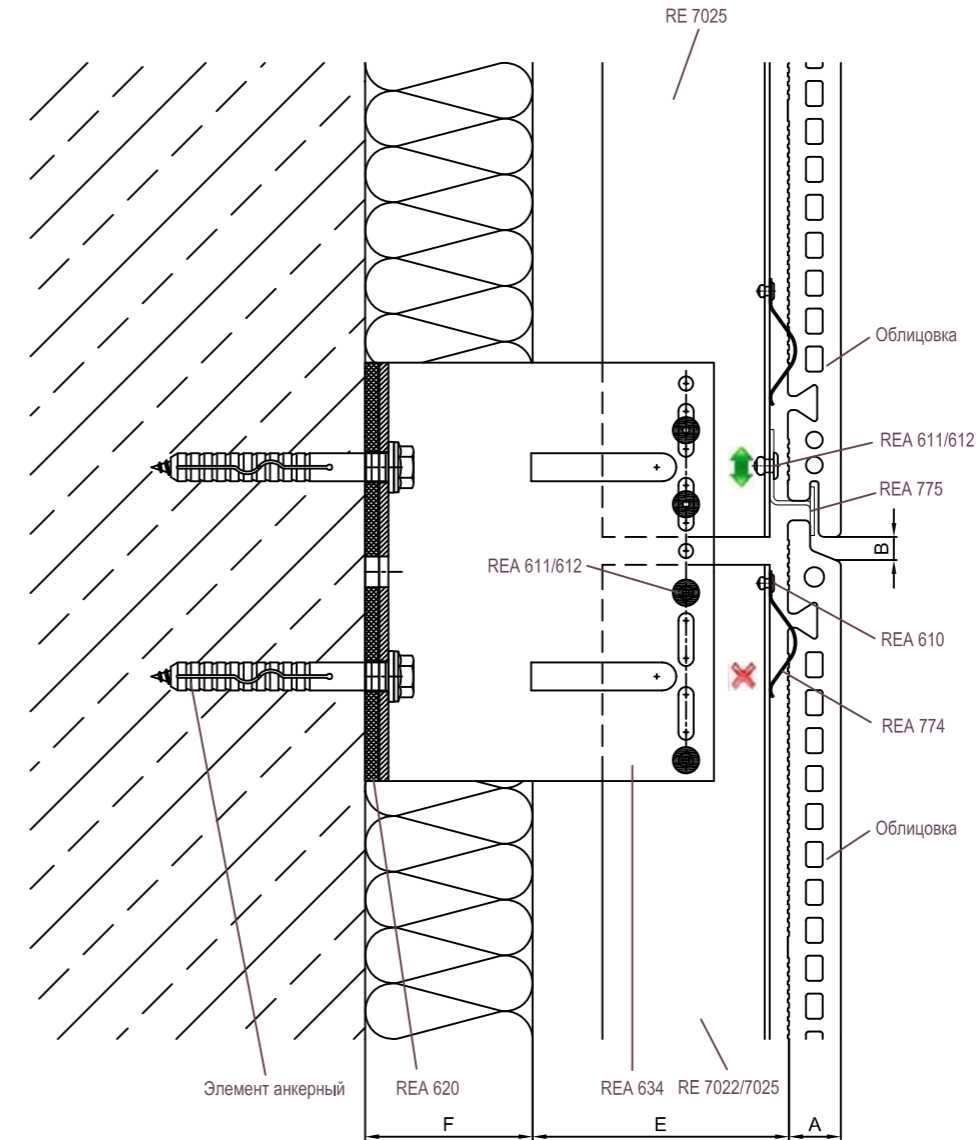 RE 7025
Облицовка
REA 611/612
REA 775
B
REA 611/612
REA 610
REA 774
Облицовка
Элемент анкерный
REA 620
REA 634
RE 7022/7025
F
E
A